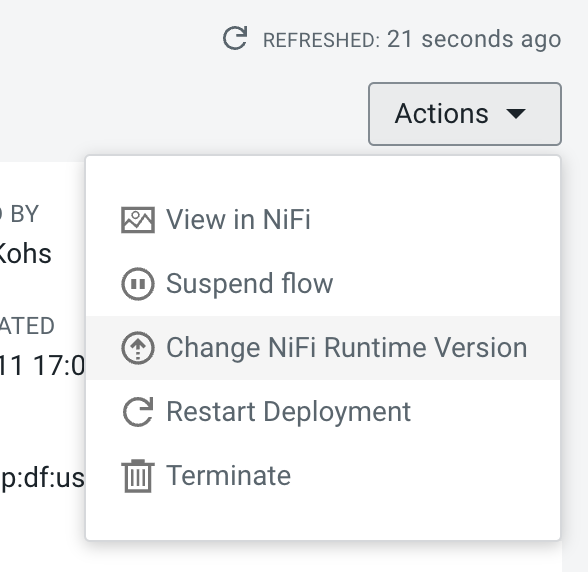 REFRESHED: 21 seconds ago
Actions
View in NiFi
BY
Kohs
Suspend flow
ATED
Change NiFi Runtime Version
11 17:0
Restart Deployment
p:df:us
Terminate